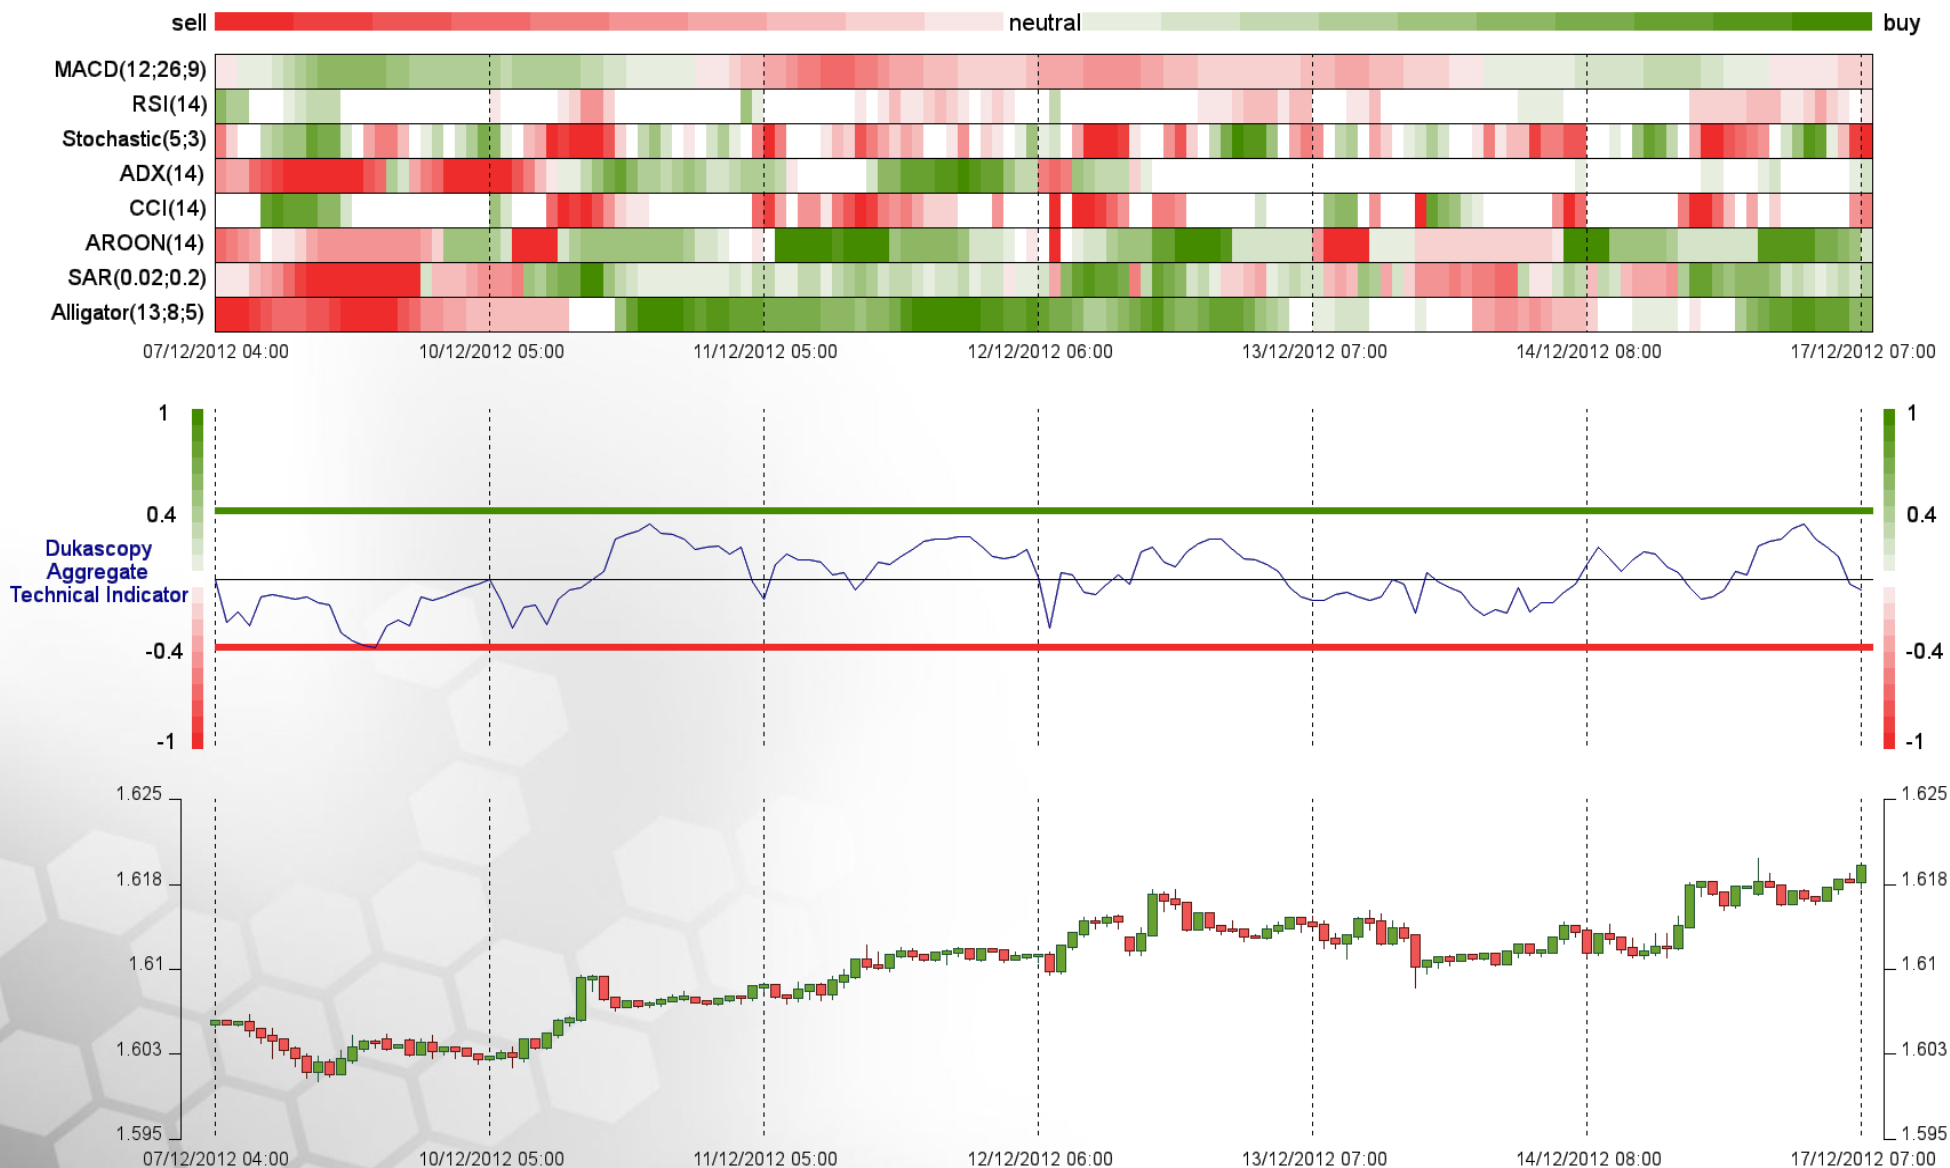 sell neutral buy
MACD(12;26;9)
RSI(14)
Stochastic(5;3)
ADX(14)
CCI(14)
AROON(14)
SAR(0.02;0.2)
Alligator(13;8;5)
07/12/2012 04:00 10/12/2012 05:00 11/12/2012 05:00 12/12/2012 06:00 13/12/2012 07:00 14/12/2012 08:00 17/12/2012 07:00
1 1
0.4 0.4
Dukascopy
Aggregate
Technical Indicator
-0.4 -0.4
-1 -1
1.625 1.625
1.618 1.618
1.61 1.61
1.603 1.603
1.595 1.595
07/12/2012 04:00 10/12/2012 05:00 11/12/2012 05:00 12/12/2012 06:00 13/12/2012 07:00 14/12/2012 08:00 17/12/2012 07:00